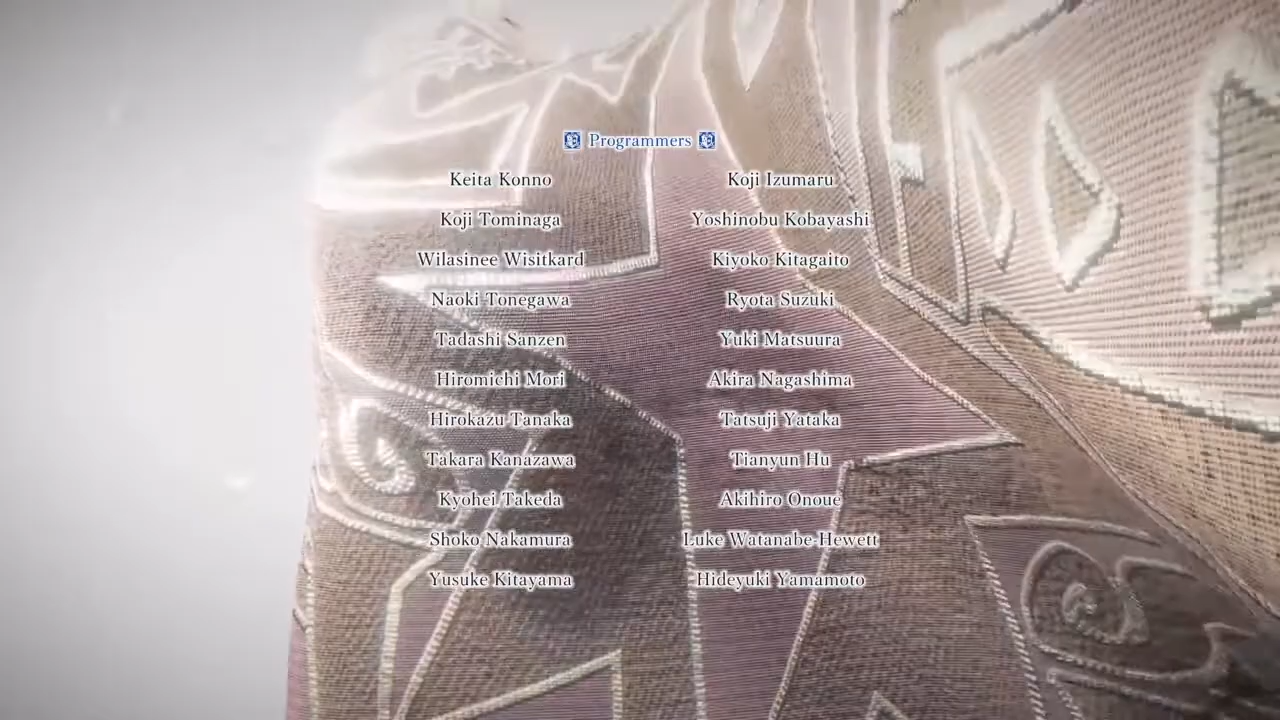 Programmers
Keita Konno Koji Izumaru
Koji Tominaga Yoshinobu Kobayashi
Wilasinee Wisitkard Kiyoko Kitagaito
Naoki Tonegawa Ryota Suzuki
Tadashi Sanzen Yuki Matsuura
Hiromichi Mori Akira Nagashima
Hirokazu Tanaka Tatsuji Yataka
Takara Kanazawa Tianyun Hu
Kyohei Takeda Akihiro Onoue
Shoko Nakamura Luke Watanabe-Hewett
Yusuke Kitayama Hideyuki Yamamoto